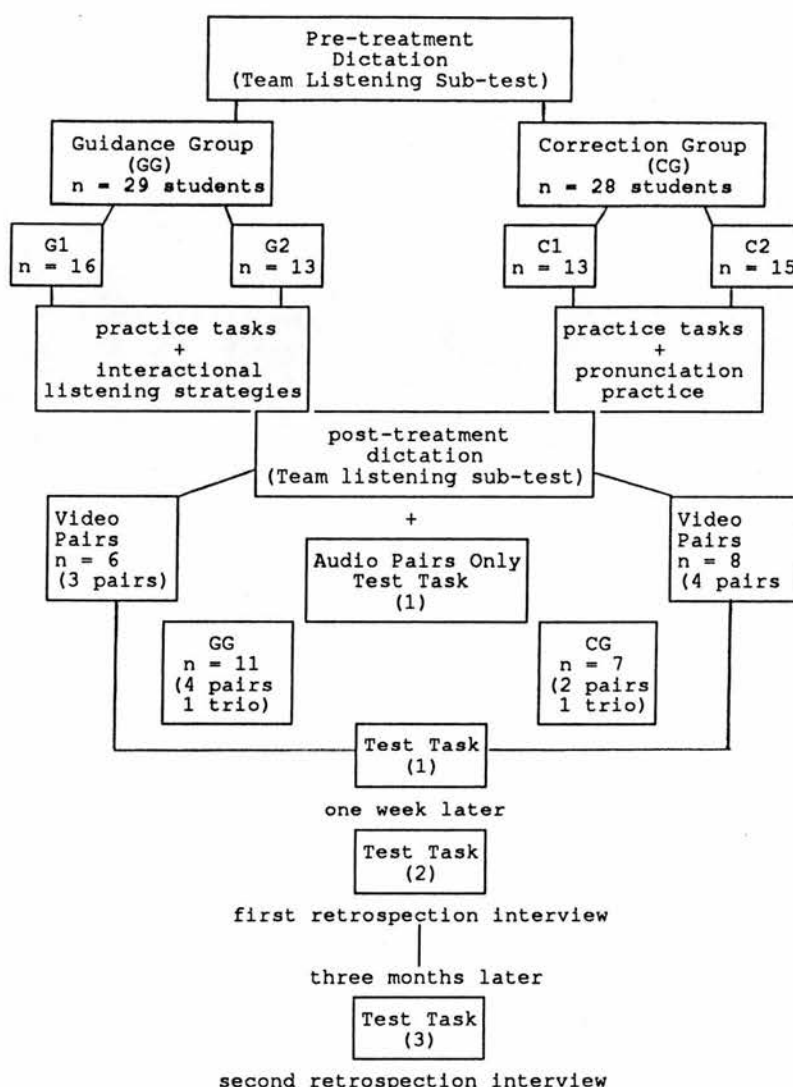 Pre-treatment
Dictation
(Team Listening Sub-test)
Guidance Group
(GG)
n = 29 students
Correction Group
(CG)
n = 28 students
G1
n = 16
G2
n = 13
C1
n = 13
C2
n = 15
practice tasks
+
interactional
listening strategies
practice tasks
+
pronunciation
practice
post-treatment
dictation
(Team listening sub-test)
Video
Pairs
n = 6
(3 pairs)
+
Audio Pairs Only
Test Task
(1)
Video
Pairs
n = 8
(4 pairs
GG
n = 11
(4 pairs
1 trio)
CG
n = 7
(2 pairs
1 trio)
Test Task
(1)
one week later
Test Task
(2)
first retrospection interview
three months later
Test Task
(3)
second retrospection interview